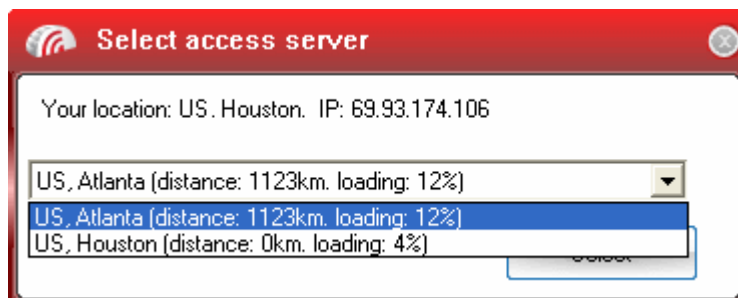 Select access server
Your location: US. Houston. IP: 69.93.174.106
US, Atlanta (distance: 1123km. loading: 12%)
US, Atlanta (distance: 1123km. loading: 12%)
US, Houston (distance: 0km. loading: 4%)